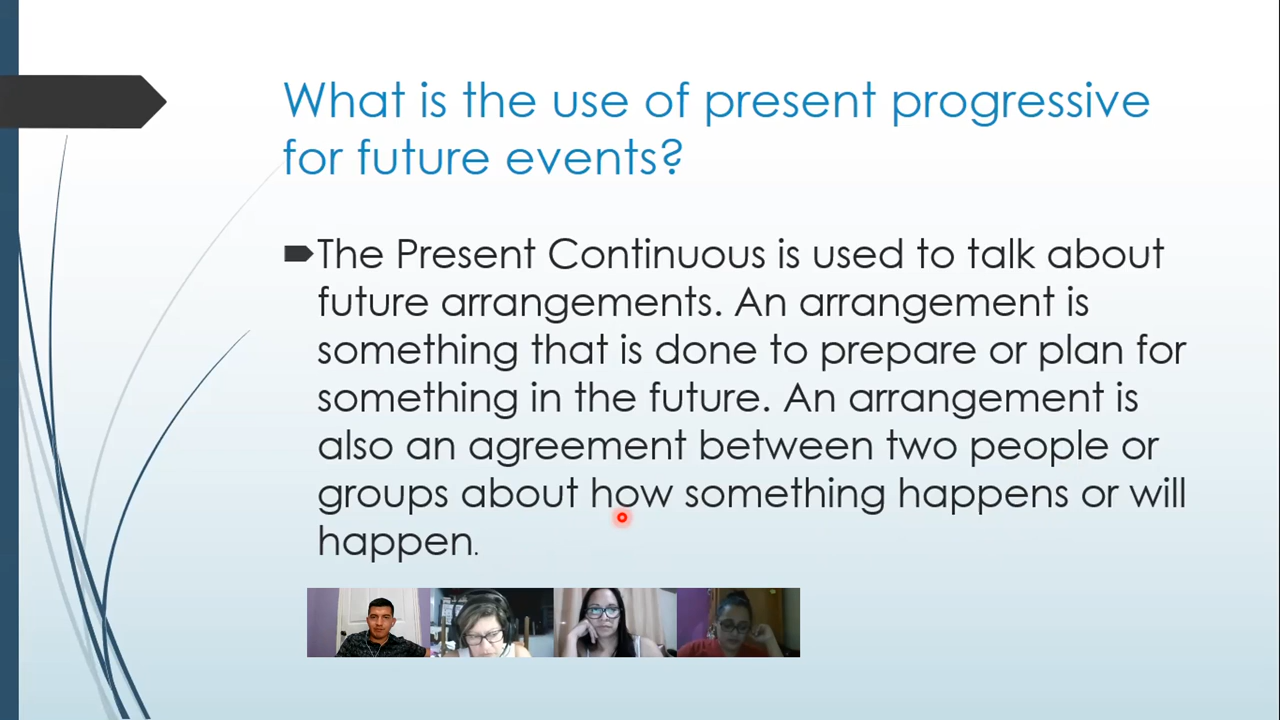 What is the use of present progressive
for future events?
The Present Continuous is used to talk about
future arrangements. An arrangement is
something that is done to prepare or plan for
something in the future. An arrangement is
also an agreement between two people or
groups about how something happens or will
happen.